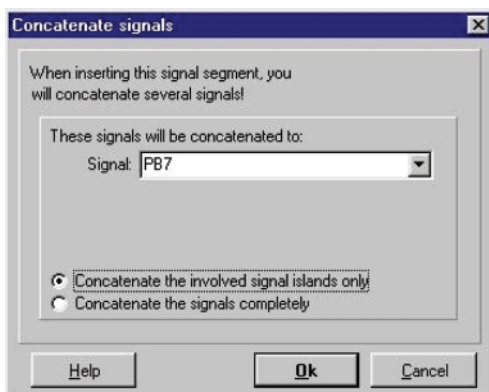 Concatenate signals
When inserting this signal segment, you
will concatenate several signals!
These signals will be concatenated to:
Signal: PB7
Concatenate the involved signal islands only
Concatenate the signals completely
Help Ok Cancel